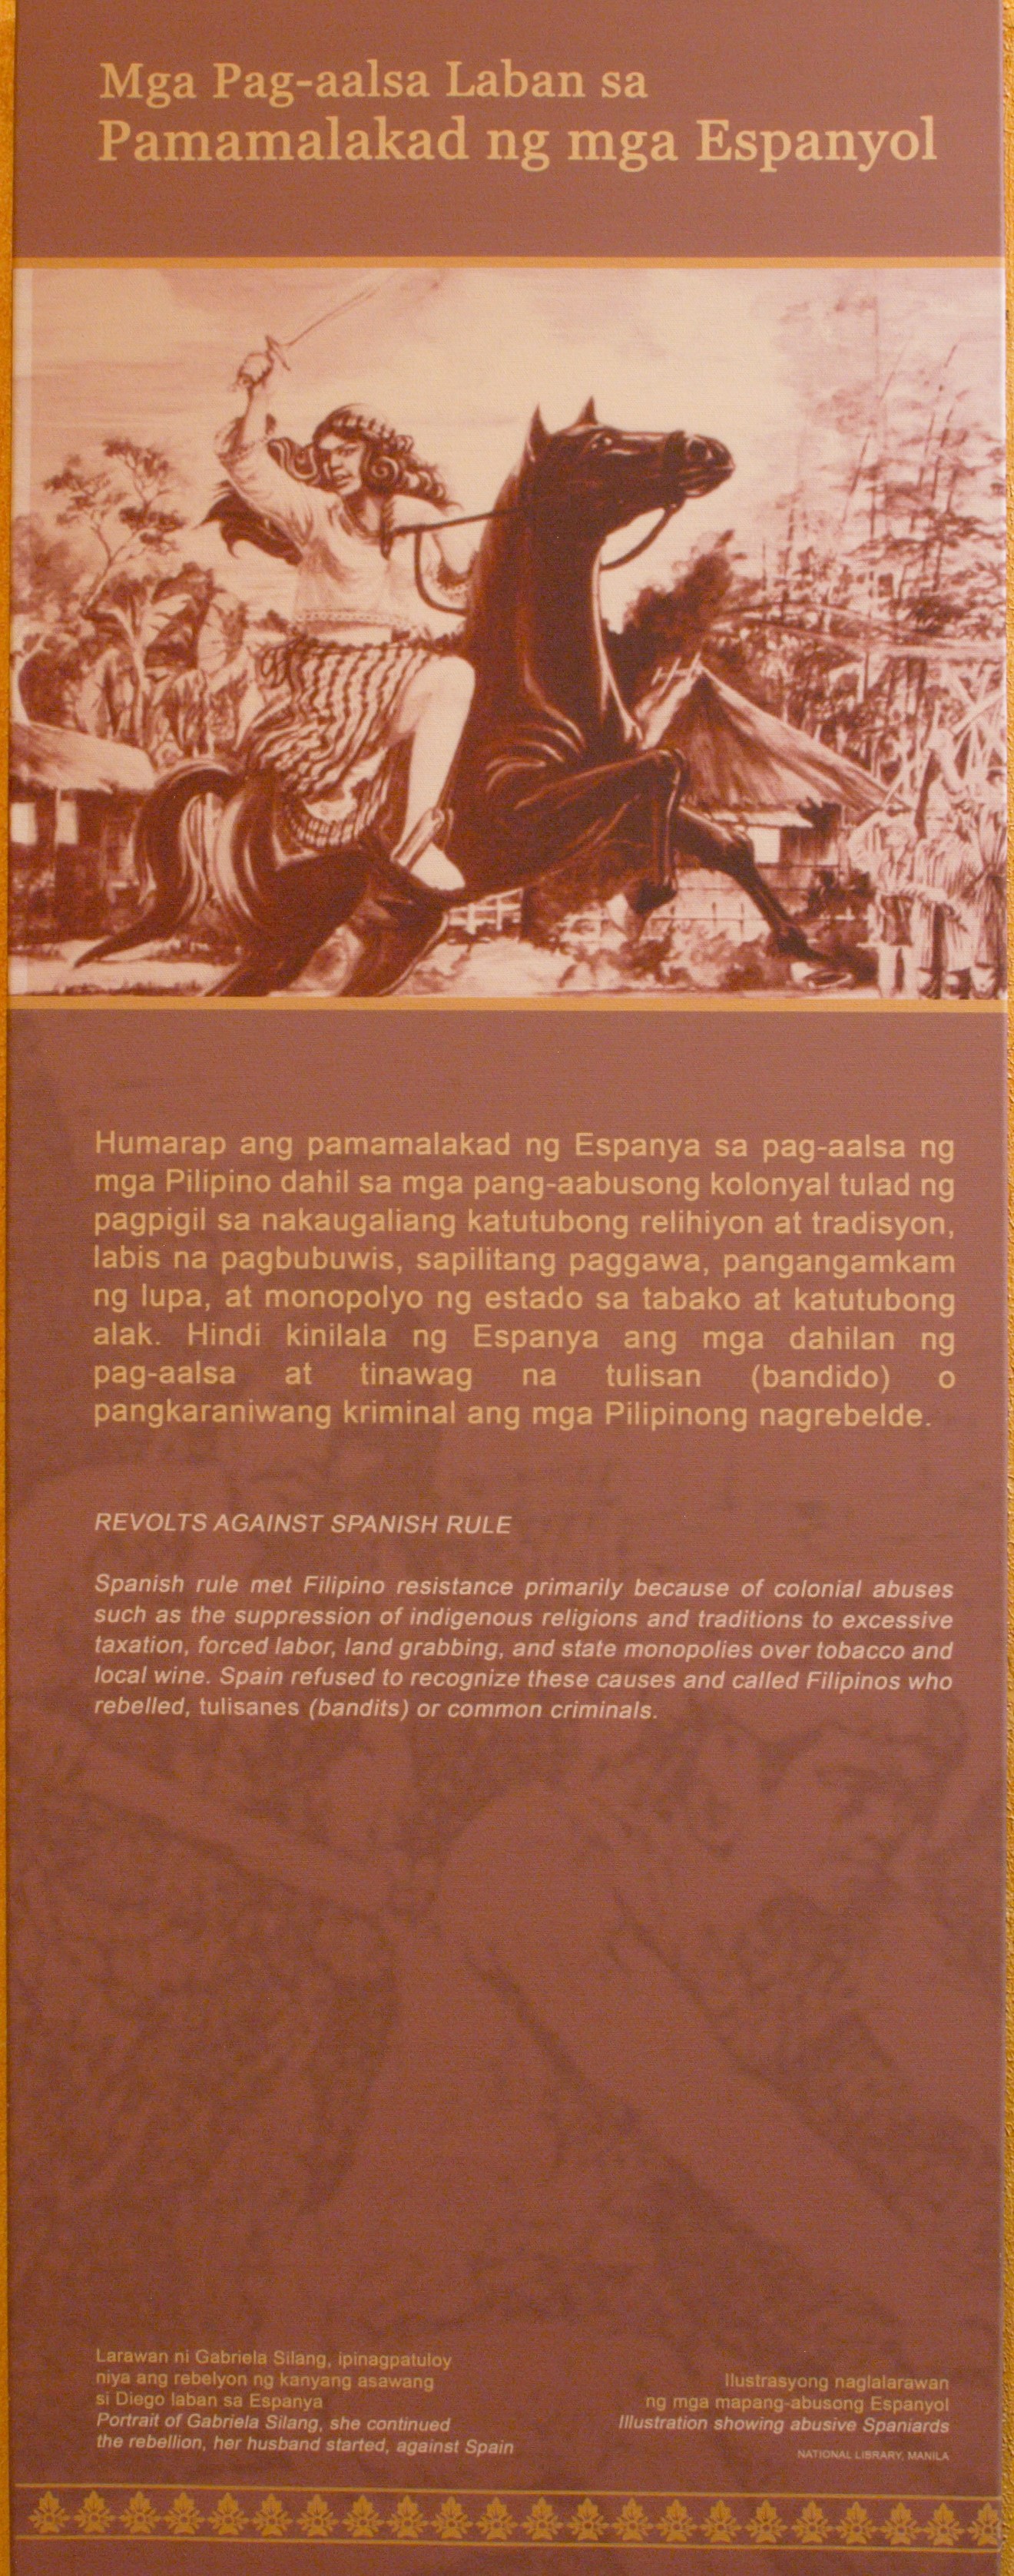 Mga Pag-aalsa Laban sa
Pamamalakad ng mga Espanyol
Humarap ang pamamalakad ng Espanya sa pag-aalsa ng
mga Pilipino dahil sa mga pang-aabusong kolonyal tulad ng
pagpigil sa nakaugaliang katutubong relihiyon at tradisyon,
labis na pagbubuwis, sapilitang paggawa, pangangamkam
ng lupa, at monopolyo ng estado sa tabako at katutubong
alak. Hindi kinilala ng Espanya ang mga dahilan ng
pag-aalsa at tinawag na tulisan (bandido) o
pangkaraniwang kriminal ang mga Pilipinong nagrebelde.
REVOLTS AGAINST SPANISH RULE
Spanish rule met Filipino resistance primarily because of colonial abuses
such as the suppression of indigenous religions and traditions to excessive
taxation, forced labor, land grabbing, and state monopolies over tobacco and
local wine. Spain refused to recognize these causes and called Filipinos who
rebelled, tulisanes (bandits) or common criminals.
Larawan ni Gabriela Silang, ipinagpatuloy
niya ang rebelyon ng kanyang asawang
si Diego laban sa Espanya
Portrait of Gabriela Silang, she continued
the rebellion, her husband started, against Spain
Ilustrasyong naglalarawan
ng mga mapang-abusong Espanyol
Illustration showing abusive Spaniards
NATIONAL LIBRARY, MANILA